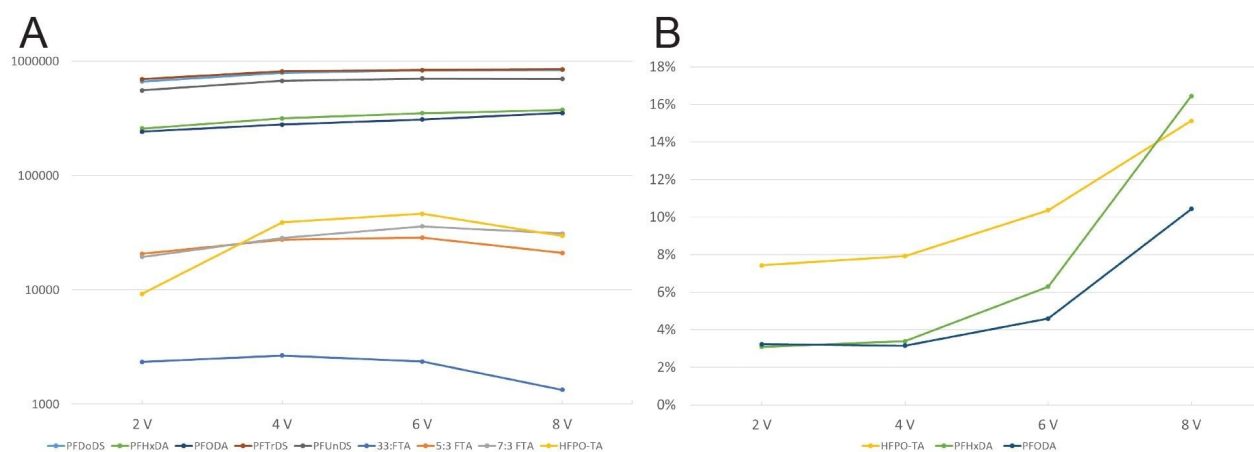 A
1000000
100000
10000
1000
2 V 4 V 6 V 8 V
PFDoDS PFHxDA PFODA PFTrDS PFUnDS 33:FTA 5:3 FTA 7:3 FTA HFPO-TA
B
18%
16%
14%
12%
10%
8%
6%
4%
2%
0%
2 V 4 V 6 V 8 V
HFPO-TA PFHxDA PFODA